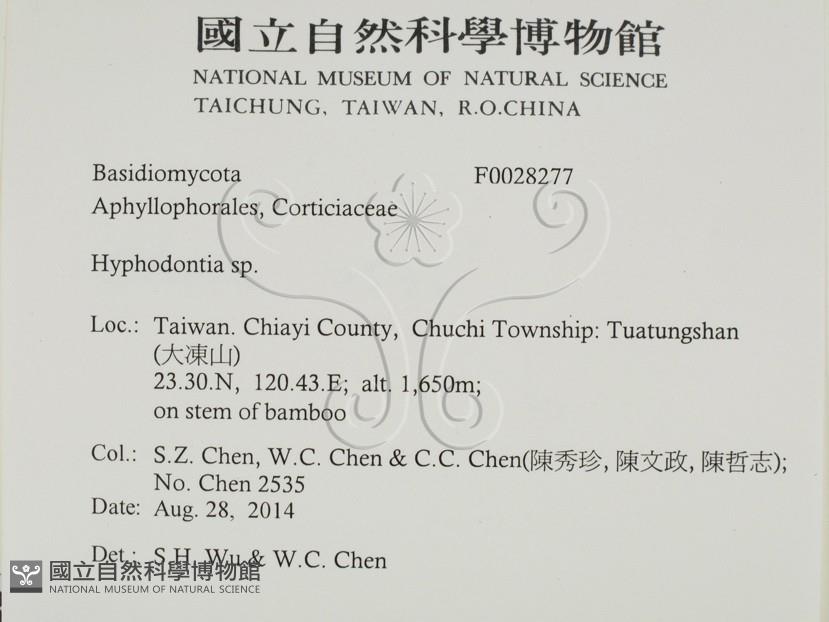 國立自然科學博物館
NATIONAL MUSEUM OF NATURAL SCIENCE
TAICHUNG, TAIWAN, R.O.CHINA
Basidiomycota F0028277
Aphyllophorales, Corticiaceae
Hyphodontia sp.
Loc.: Taiwan. Chiayi County, Chuchi Township: Tuatungshan
(大凍山)
23.30.N, 120.43.E; alt. 1,650m;
on stem of bamboo
Col.: S.Z. Chen, W.C. Chen & C.C. Chen(陳秀珍, 陳文政, 陳哲志);
No. Chen 2535
Date: Aug. 28, 2014
Det.: S.H. Wu & W.C. Chen
國立自然科學博物館
NATIONAL MUSEUM OF NATURAL SCIENCE